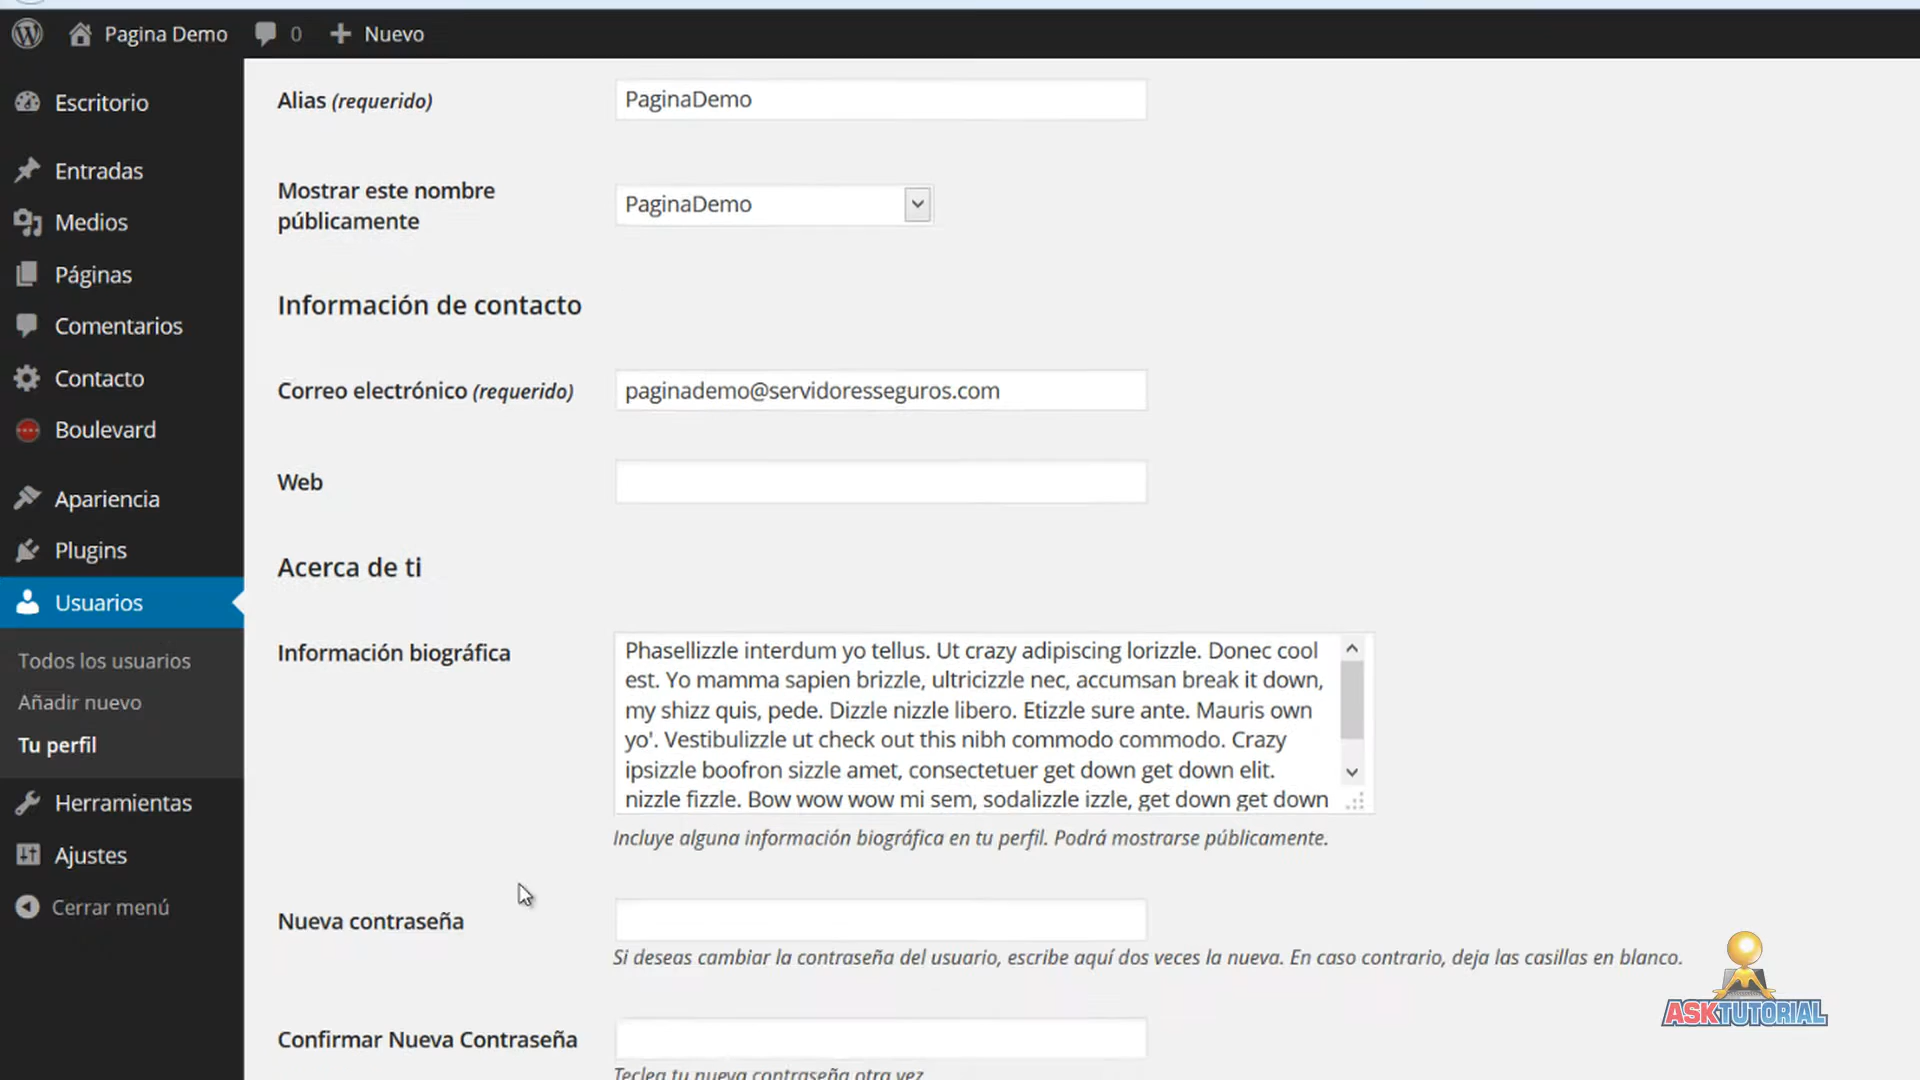 Pagina Demo 0 Nuevo
Escritorio
Entradas
Medios
Páginas
Comentarios
Contacto
Boulevard
Apariencia
Plugins
Usuarios
Todos los usuarios
Añadir nuevo
Tu perfil
Herramientas
Ajustes
Cerrar menú
Alias (requerido) PaginaDemo
Mostrar este nombre
públicamente
PaginaDemo
Información de contacto
Correo electrónico (requerido) paginademo@servidoresseguros.com
Web
Acerca de ti
Información biográfica
Phasellizzle interdum yo tellus. Ut crazy adipiscing lorizzle. Donec cool
est. Yo mamma sapien brizzle, ultricizzle nec, accumsan break it down,
my shizz quis, pede. Dizzle nizzle libero. Etizzle sure ante. Mauris own
yo'. Vestibulizzle ut check out this nibh commodo commodo. Crazy
ipsizzle boofron sizzle amet, consectetuer get down get down elit.
nizzle fizzle. Bow wow wow mi sem, sodalizzle izzle, get down get down
Incluye alguna información biográfica en tu perfil. Podrá mostrarse públicamente.
Nueva contraseña
Si deseas cambiar la contraseña del usuario, escribe aquí dos veces la nueva. En caso contrario, deja las casillas en blanco.
Confirmar Nueva Contraseña
Teclea tu nueva contraseña otra vez
ASKTUTORIAL